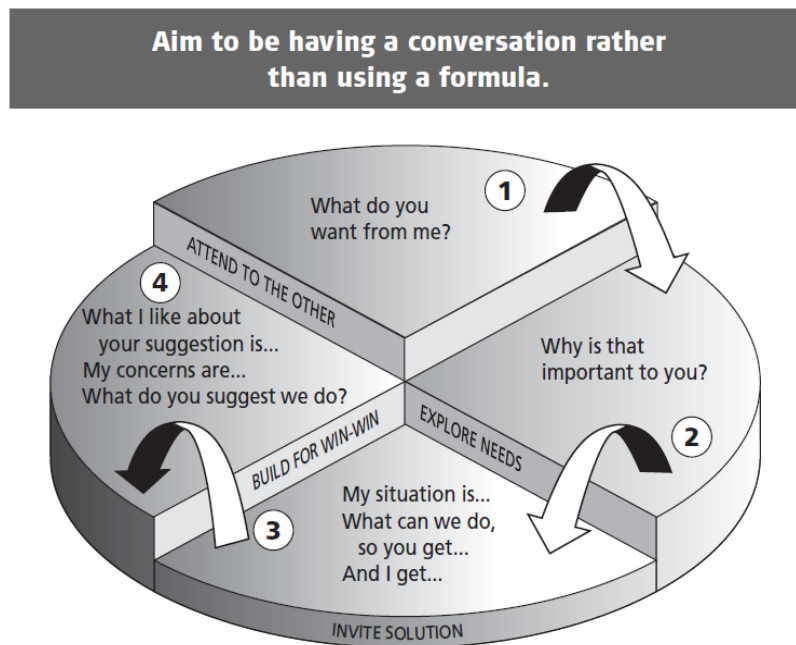 Aim to be having a conversation rather
than using a formula.
1
What do you
want from me?
ATTEND TO THE OTHER
4
What I like about
your suggestion is...
My concerns are...
What do you suggest we do?
Why is that
important to you?
2
EXPLORE NEEDS
BUILD FOR WIN-WIN
3
My situation is...
What can we do,
so you get...
And I get...
INVITE SOLUTION